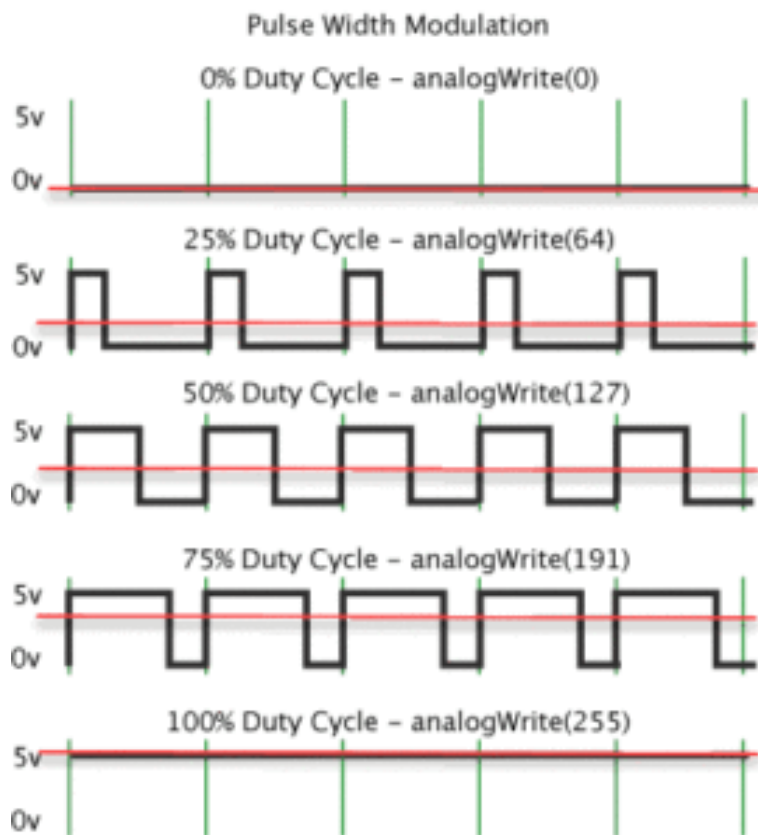 Pulse Width Modulation
0% Duty Cycle – analogWrite(0)
5v
0v
25% Duty Cycle – analogWrite(64)
5v
0v
50% Duty Cycle – analogWrite(127)
5v
0v
75% Duty Cycle – analogWrite(191)
5v
0v
100% Duty Cycle – analogWrite(255)
5v
0v